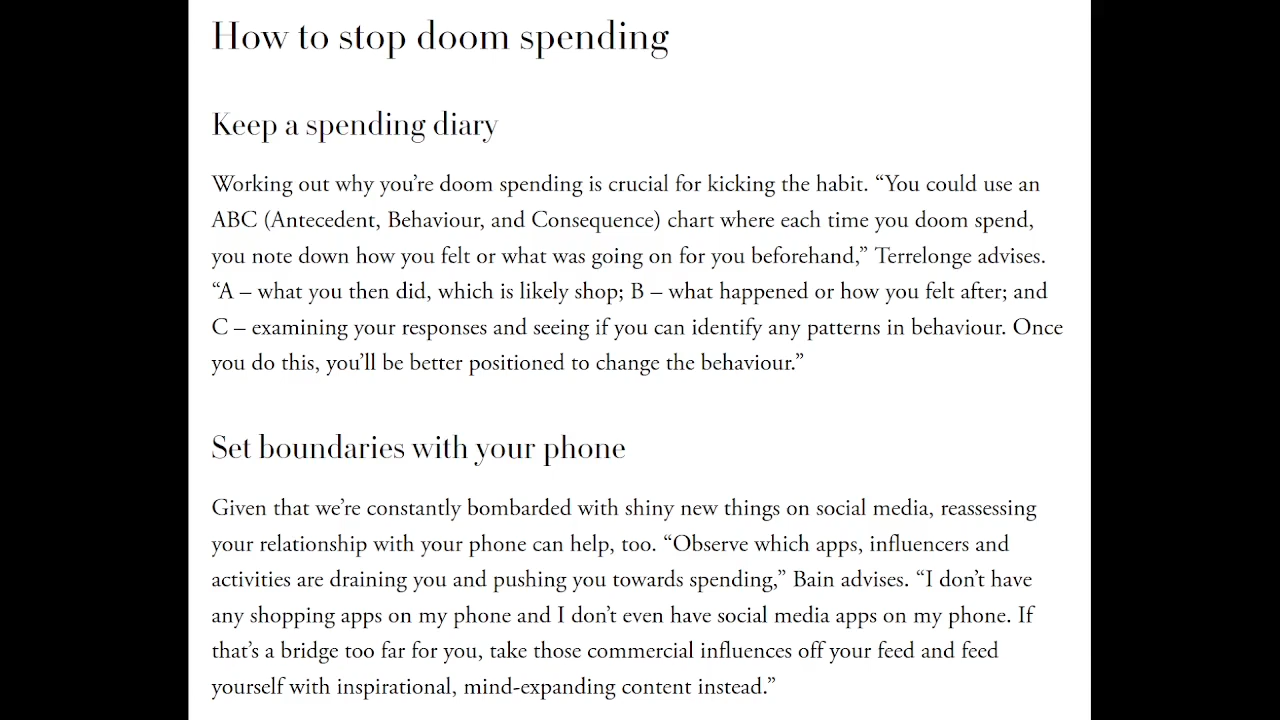 How to stop doom spending
Keep a spending diary
Working out why you’re doom spending is crucial for kicking the habit. “You could use an
ABC (Antecedent, Behaviour, and Consequence) chart where each time you doom spend,
you note down how you felt or what was going on for you beforehand,” Terrelonge advises.
“A – what you then did, which is likely shop; B – what happened or how you felt after; and
C – examining your responses and seeing if you can identify any patterns in behaviour. Once
you do this, you’ll be better positioned to change the behaviour.”
Set boundaries with your phone
Given that we’re constantly bombarded with shiny new things on social media, reassessing
your relationship with your phone can help, too. “Observe which apps, influencers and
activities are draining you and pushing you towards spending,” Bain advises. “I don’t have
any shopping apps on my phone and I don’t even have social media apps on my phone. If
that’s a bridge too far for you, take those commercial influences off your feed and feed
yourself with inspirational, mind-expanding content instead.”